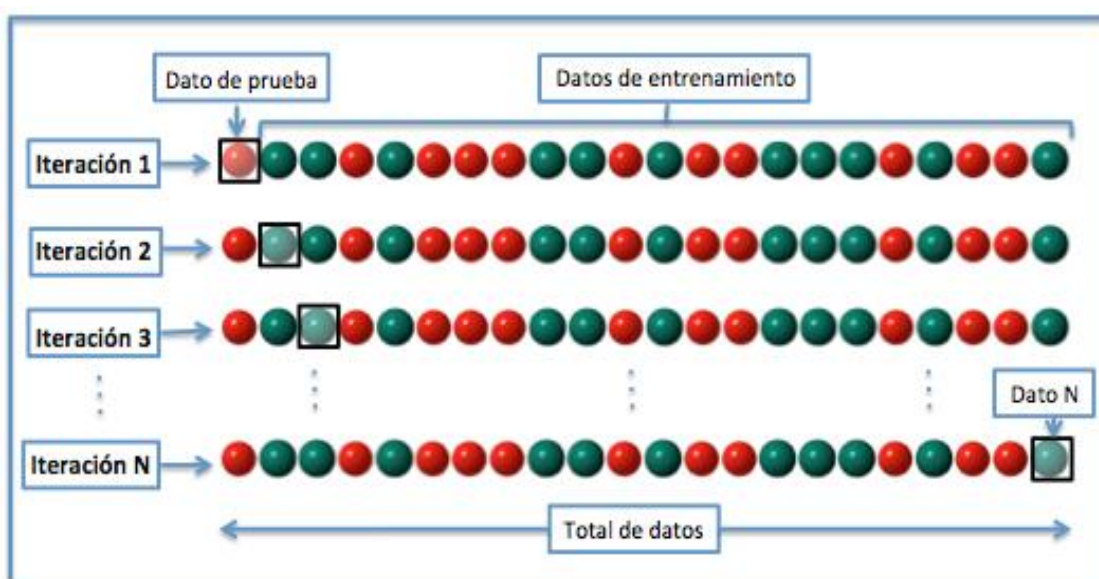 Dato de prueba
Datos de entrenamiento
Iteración 1
Iteración 2
Iteración 3
Dato N
Iteración N
Total de datos